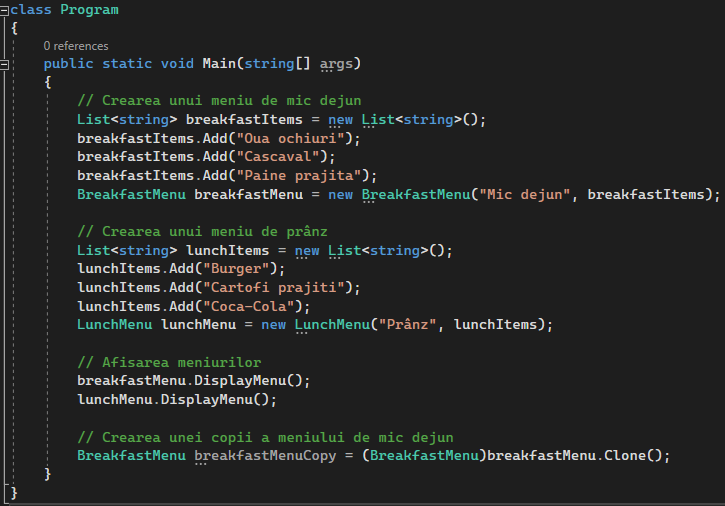 class Program
{
0 references
public static void Main(string[] args)
{
// Crearea unui meniu de mic dejun
List<string> breakfastItems = new List<string>();
breakfastItems.Add("Oua ochiuri");
breakfastItems.Add("Cascaval");
breakfastItems.Add("Paine prajita");
BreakfastMenu breakfastMenu = new BreakfastMenu("Mic dejun", breakfastItems);
// Crearea unui meniu de prânz
List<string> lunchItems = new List<string>();
lunchItems.Add("Burger");
lunchItems.Add("Cartofi prajiti");
lunchItems.Add("Coca-Cola");
LunchMenu lunchMenu = new LunchMenu("Prânz", lunchItems);
// Afisarea meniurilor
breakfastMenu.DisplayMenu();
lunchMenu.DisplayMenu();
// Crearea unei copii a meniului de mic dejun
BreakfastMenu breakfastMenuCopy = (BreakfastMenu)breakfastMenu.Clone();
}
}